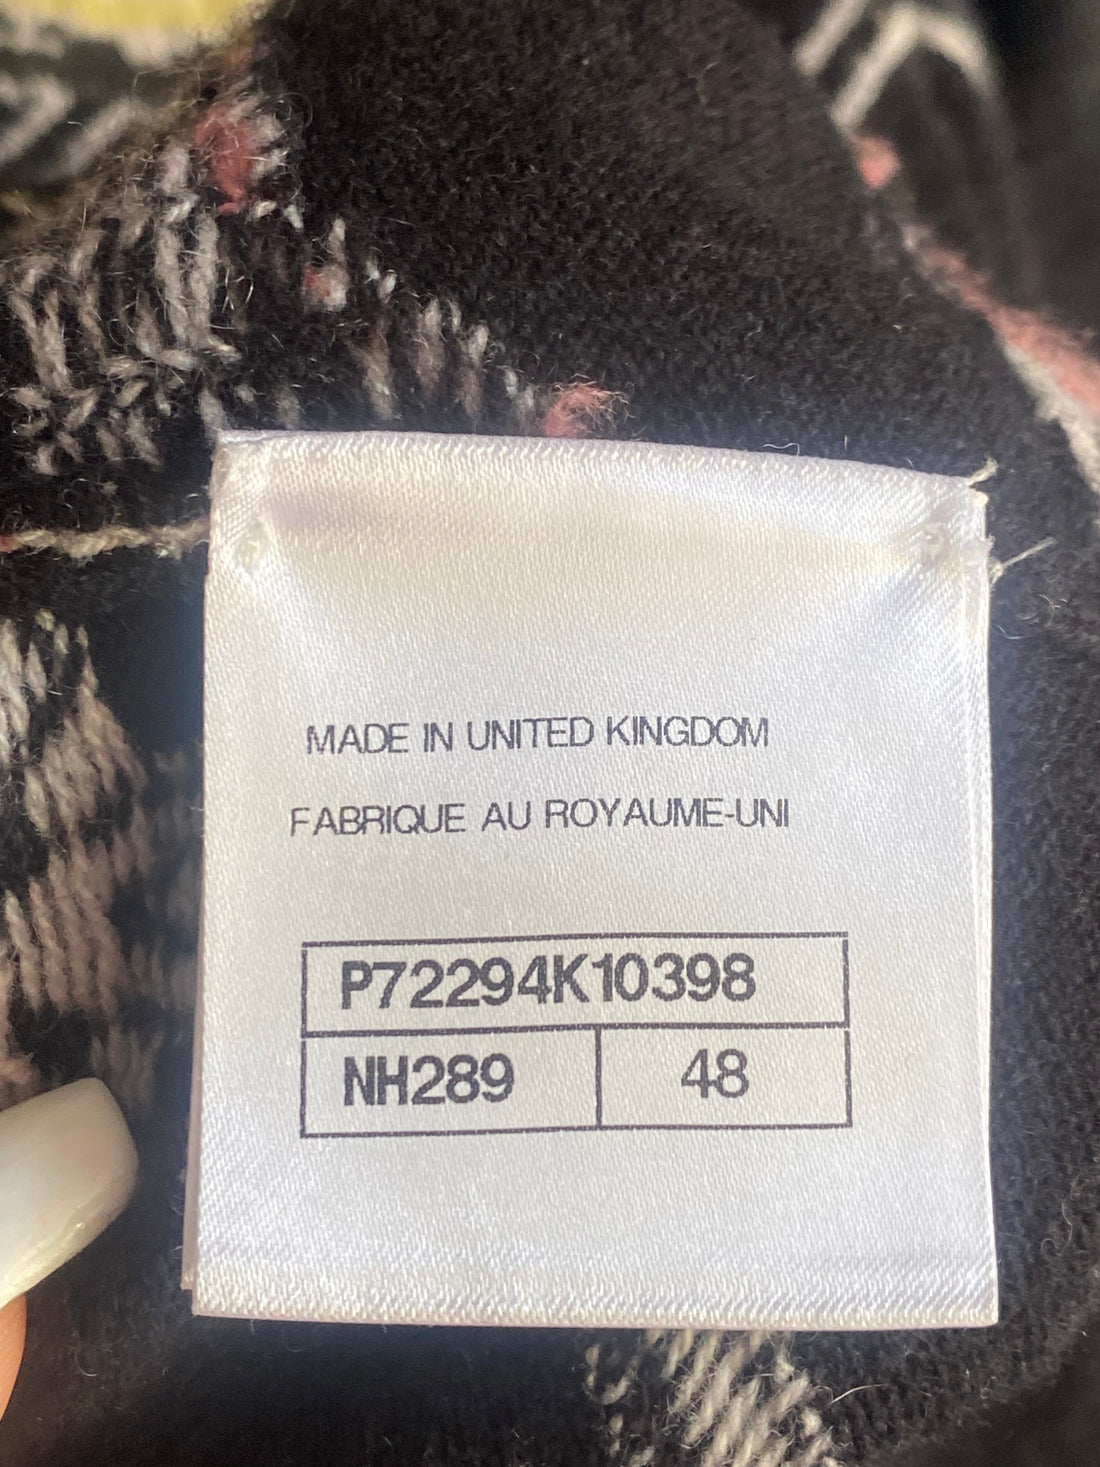 MADE IN UNITED KINGDOM
FABRIQUE AU ROYAUME-UNI
P72294K10398
NH289 48